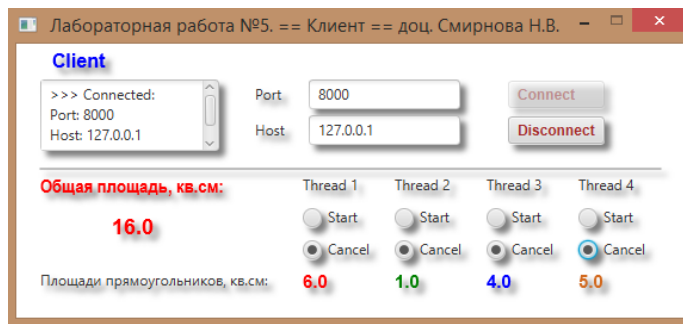 Лабораторная работа №5. == Клиент == доц. Смирнова Н.В.
Client
>>> Connected:
Port: 8000
Host: 127.0.0.1
Port 8000 Connect
Host 127.0.0.1 Disconnect
Общая площадь, кв.см: Thread 1 Thread 2 Thread 3 Thread 4
16.0 Start Start Start Start
Cancel Cancel Cancel Cancel
Площади прямоугольников, кв.см: 6.0 1.0 4.0 5.0